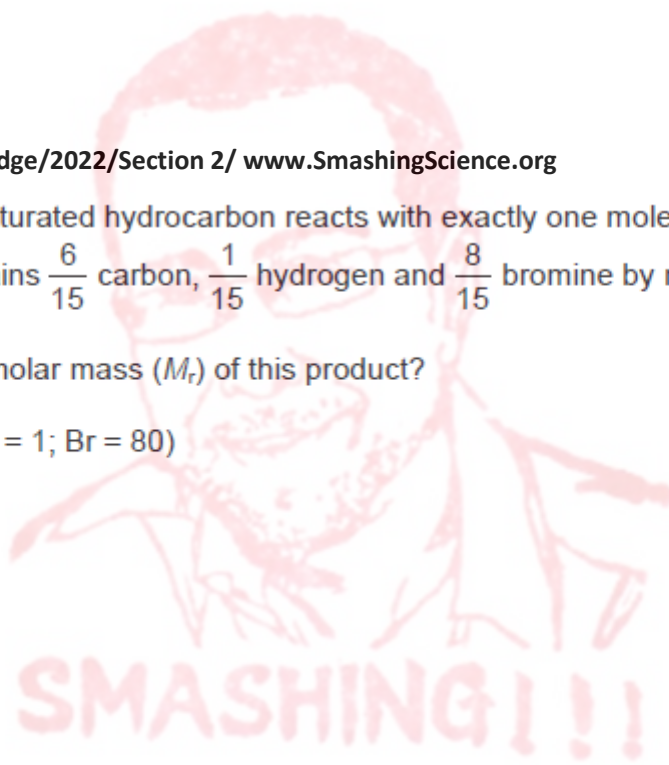 dge/2022/Section 2/ www.SmashingScience.org
turated hydrocarbon reacts with exactly one mole
ins 6/15 carbon, 1/15 hydrogen and 8/15 bromine by
molar mass (Mr) of this product?
= 1; Br = 80)
SMASHING!!!